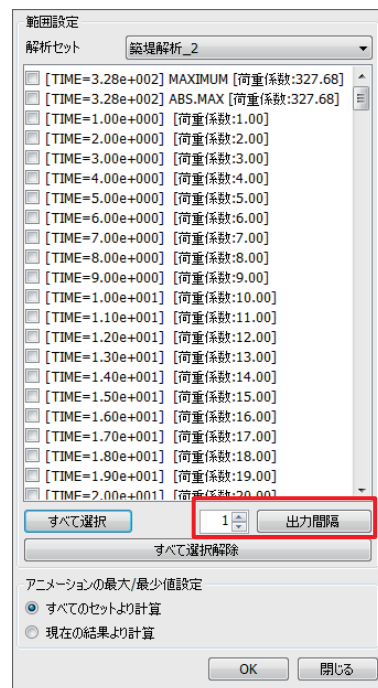 範囲設定
解析セット 築堤解析_2
[TIME=3.28e+002] MAXIMUM [荷重係数:327.68]
[TIME=3.28e+002] ABS.MAX [荷重係数:327.68]
[TIME=1.00e+000] [荷重係数:1.00]
[TIME=2.00e+000] [荷重係数:2.00]
[TIME=3.00e+000] [荷重係数:3.00]
[TIME=4.00e+000] [荷重係数:4.00]
[TIME=5.00e+000] [荷重係数:5.00]
[TIME=6.00e+000] [荷重係数:6.00]
[TIME=7.00e+000] [荷重係数:7.00]
[TIME=8.00e+000] [荷重係数:8.00]
[TIME=9.00e+000] [荷重係数:9.00]
[TIME=1.00e+001] [荷重係数:10.00]
[TIME=1.10e+001] [荷重係数:11.00]
[TIME=1.20e+001] [荷重係数:12.00]
[TIME=1.30e+001] [荷重係数:13.00]
[TIME=1.40e+001] [荷重係数:14.00]
[TIME=1.50e+001] [荷重係数:15.00]
[TIME=1.60e+001] [荷重係数:16.00]
[TIME=1.70e+001] [荷重係数:17.00]
[TIME=1.80e+001] [荷重係数:18.00]
[TIME=1.90e+001] [荷重係数:19.00]
[TIME=2.00e+001] [荷重係数:20.00]
すべて選択 1 出力間隔
すべて選択解除
アニメーションの最大/最少値設定
すべてのセットより計算
現在の結果より計算
OK 閉じる